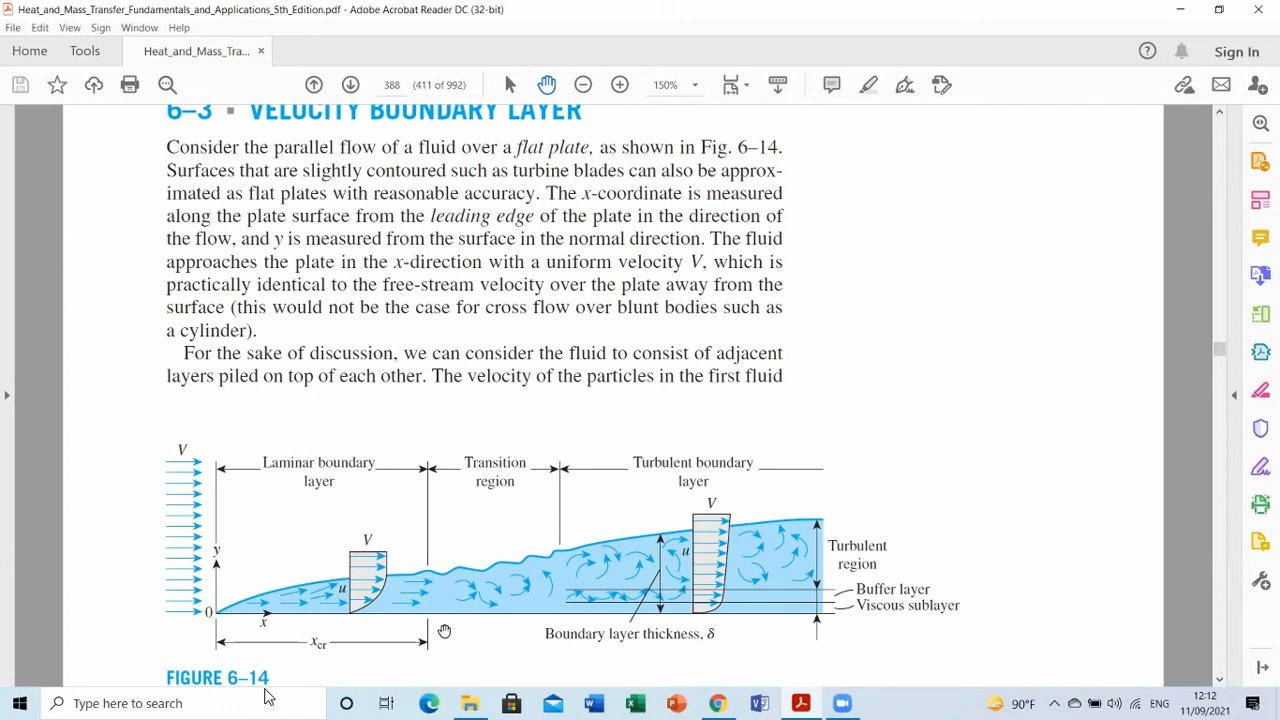 Heat_and_Mass_Transfer_Fundamentals_and_Applications_5th_Edition.pdf - Adobe Acrobat Reader DC (32-bit)
File Edit View Sign Window Help
Home Tools Heat_and_Mass_Tra... × Sign In
388 (411 of 992) 150%
6–3 ▪ VELOCITY BOUNDARY LAYER
Consider the parallel flow of a fluid over a flat plate, as shown in Fig. 6–14.
Surfaces that are slightly contoured such as turbine blades can also be approx-
imated as flat plates with reasonable accuracy. The x-coordinate is measured
along the plate surface from the leading edge of the plate in the direction of
the flow, and y is measured from the surface in the normal direction. The fluid
approaches the plate in the x-direction with a uniform velocity V, which is
practically identical to the free-stream velocity over the plate away from the
surface (this would not be the case for cross flow over blunt bodies such as
a cylinder).
For the sake of discussion, we can consider the fluid to consist of adjacent
layers piled on top of each other. The velocity of the particles in the first fluid
V
Laminar boundary
layer
Transition
region
Turbulent boundary
layer
V
V
y
u
u
Turbulent
region
Buffer layer
Viscous sublayer
0
x
xcr
Boundary layer thickness, δ
FIGURE 6–14
Type here to search
90°F
12:12
11/09/2021